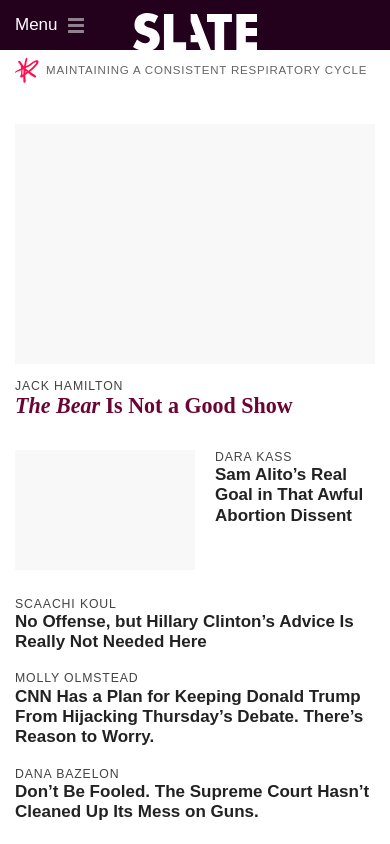 Menu
SLATE
MAINTAINING A CONSISTENT RESPIRATORY CYCLE
JACK HAMILTON
The Bear Is Not a Good Show
DARA KASS
Sam Alito’s Real
Goal in That Awful
Abortion Dissent
SCAACHI KOUL
No Offense, but Hillary Clinton’s Advice Is
Really Not Needed Here
MOLLY OLMSTEAD
CNN Has a Plan for Keeping Donald Trump
From Hijacking Thursday’s Debate. There’s
Reason to Worry.
DANA BAZELON
Don’t Be Fooled. The Supreme Court Hasn’t
Cleaned Up Its Mess on Guns.